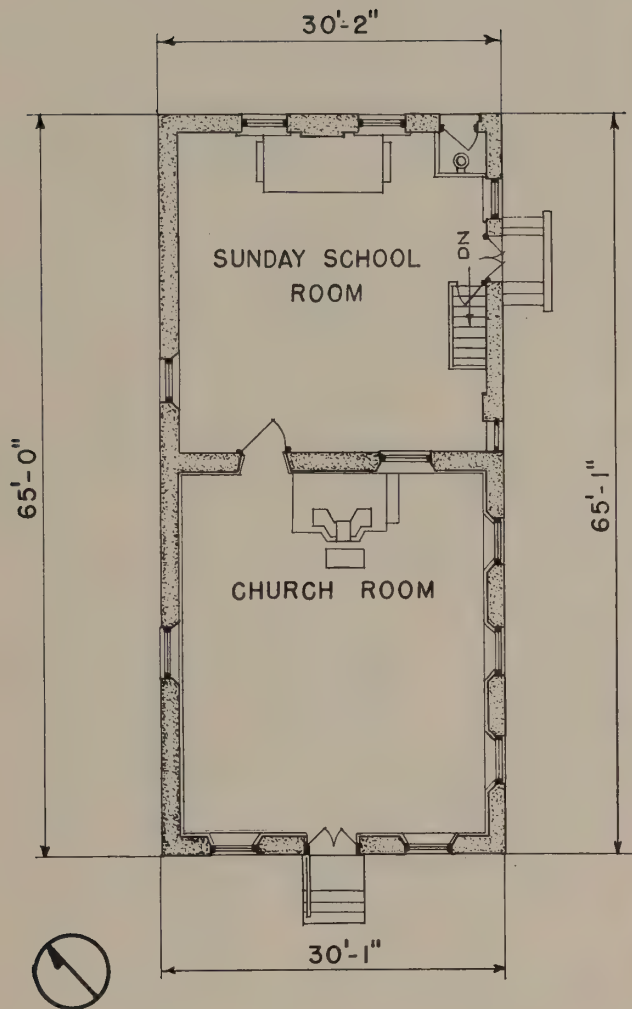 30'-2"
SUNDAY SCHOOL
ROOM
DN
65'-0"
65'-1"
CHURCH ROOM
30'-1"